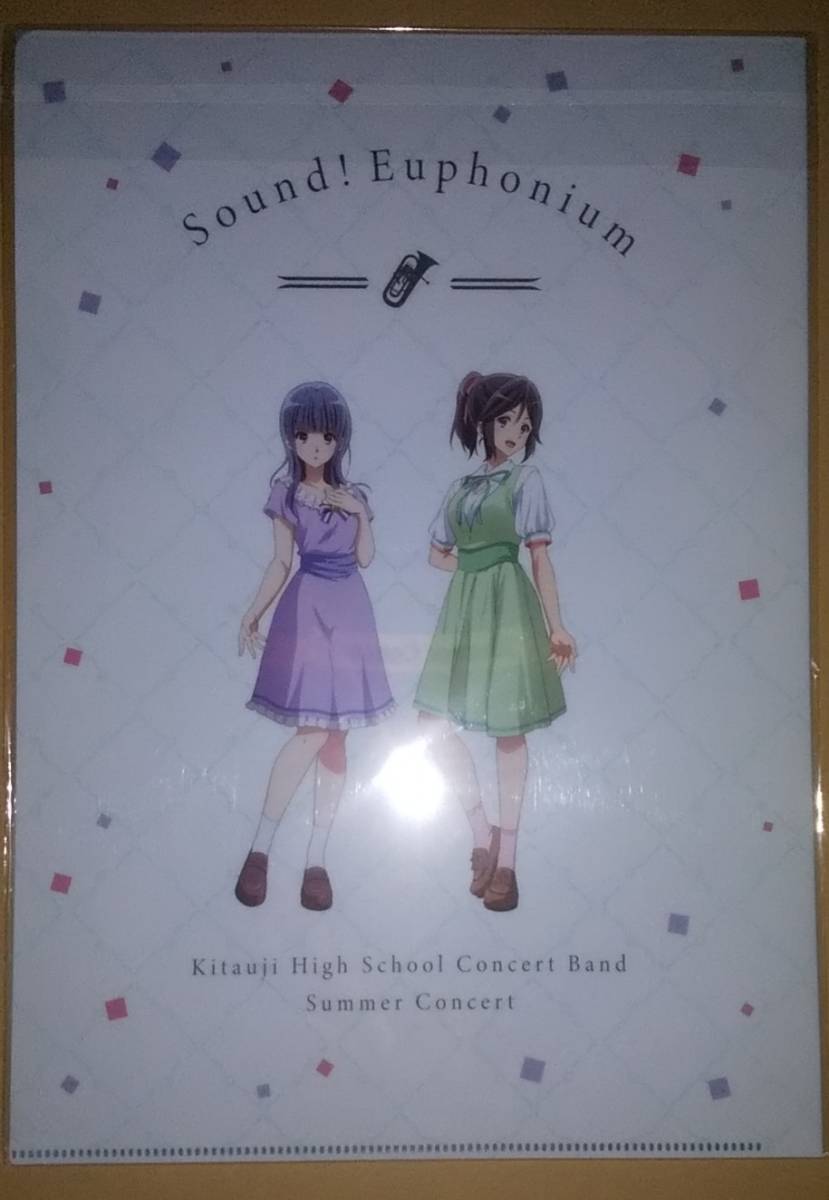 Sound! Euphonium
Kitauji High School Concert Band
Summer Concert